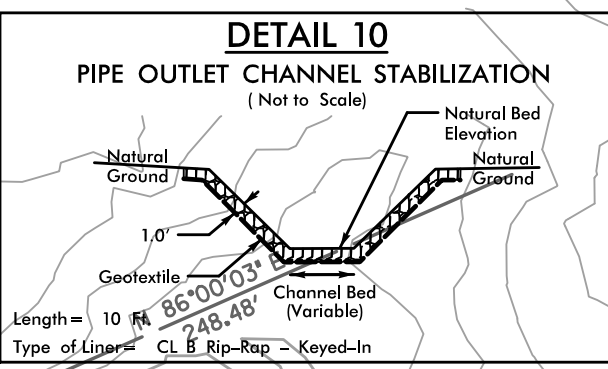 DETAIL 10
PIPE OUTLET CHANNEL STABILIZATION
( Not to Scale)
Natural Bed
Elevation
Natural
Ground
Natural
Ground
1.0'
Geotextile
N 86°00'03" E
248.48'
Channel Bed
(Variable)
Length= 10 Ft.
Type of Liner= CL B Rip-Rap - Keyed-In